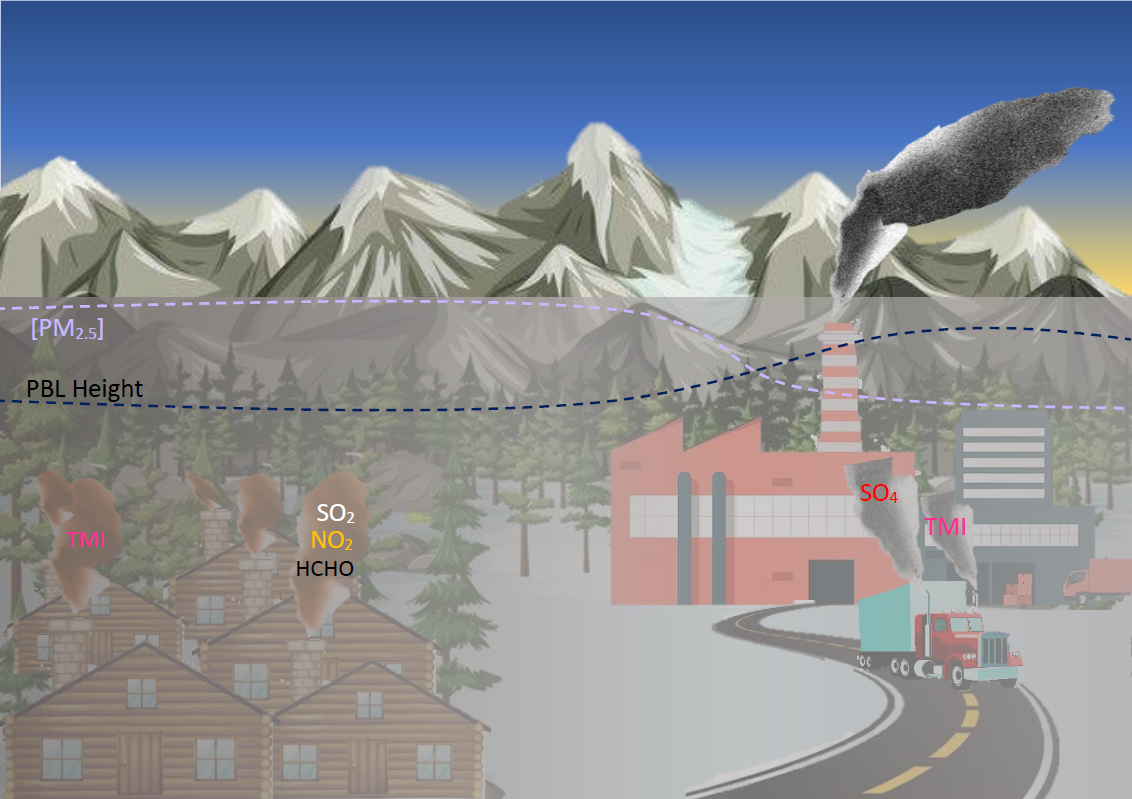 [PM₂.₅]
PBL Height
SO₄
SO₂
TMI
NO₂
TMI
HCHO